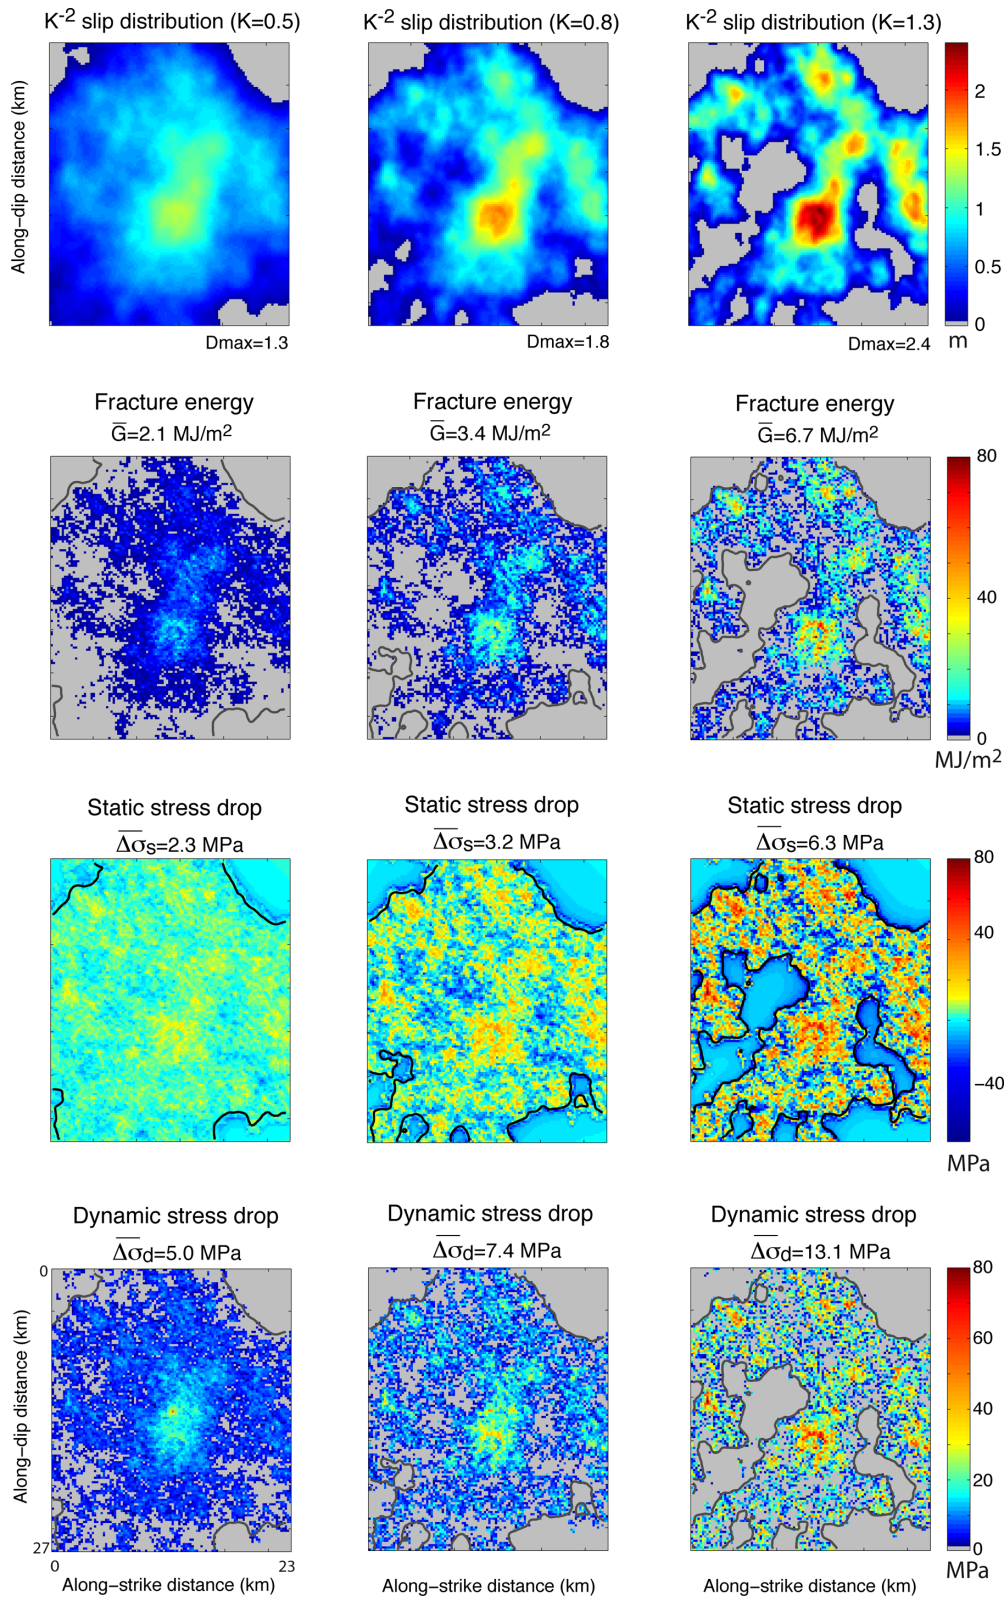 K-2 slip distribution (K=0.5) K-2 slip distribution (K=0.8) K-2 slip distribution (K=1.3)
Along-dip distance (km)
2
1.5
1
0.5
0
m
Dmax=1.3 Dmax=1.8 Dmax=2.4
Fracture energy Fracture energy Fracture energy
G=2.1 MJ/m2 G=3.4 MJ/m2 G=6.7 MJ/m2
80
40
0
MJ/m2
Static stress drop Static stress drop Static stress drop
Δσs=2.3 MPa Δσs=3.2 MPa Δσs=6.3 MPa
80
40
−40
MPa
Dynamic stress drop Dynamic stress drop Dynamic stress drop
Δσd=5.0 MPa Δσd=7.4 MPa Δσd=13.1 MPa
0
Along-dip distance (km)
27
0 23
80
60
40
20
0
MPa
Along-strike distance (km) Along-strike distance (km) Along-strike distance (km)